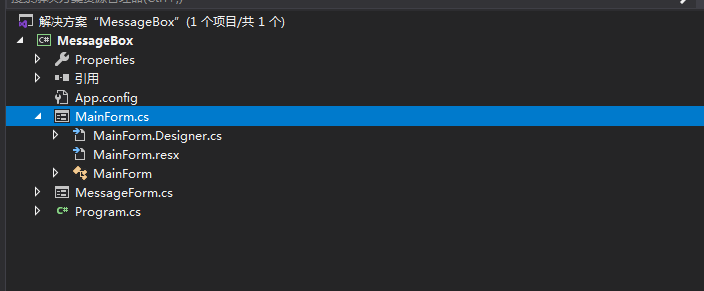 解决方案“MessageBox”(1 个项目/共 1 个)
C# MessageBox
Properties
引用
App.config
MainForm.cs
MainForm.Designer.cs
MainForm.resx
MainForm
MessageForm.cs
C# Program.cs